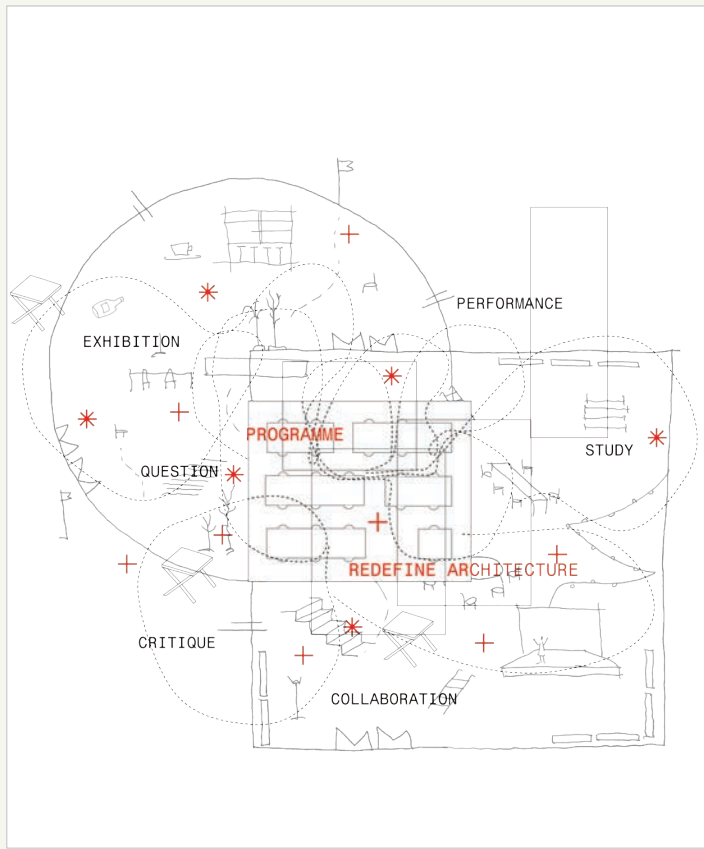 PERFORMANCE
EXHIBITION
PROGRAMME
STUDY
QUESTION
REDEFINE ARCHITECTURE
CRITIQUE
COLLABORATION